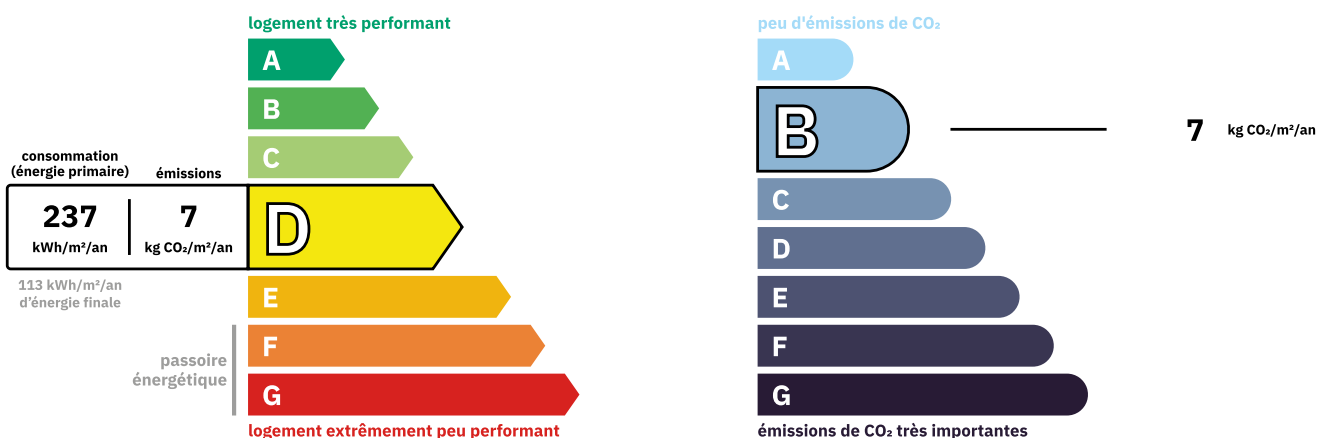 logement très performant
A
B
C
consommation
(énergie primaire)
émissions
237
kWh/m²/an
7
kg CO₂/m²/an
D
113 kWh/m²/an
d'énergie finale
E
passoire
énergétique
F
G
logement extrêmement peu performant
peu d'émissions de CO₂
A
B
7 kg CO₂/m²/an
C
D
E
F
G
émissions de CO₂ très importantes